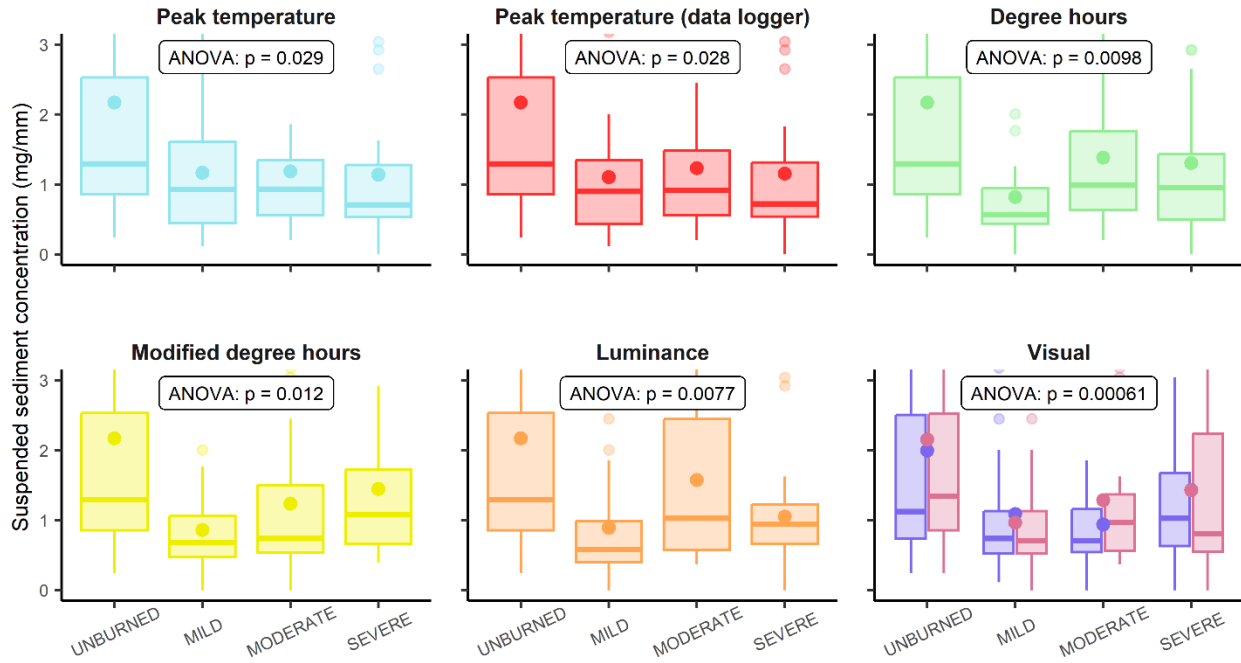 Peak temperature
Peak temperature (data logger)
Degree hours
ANOVA: p = 0.029
ANOVA: p = 0.028
ANOVA: p = 0.0098
3
2
1
0
Suspended sediment concentration (mg/mm)
Modified degree hours
Luminance
Visual
ANOVA: p = 0.012
ANOVA: p = 0.0077
ANOVA: p = 0.00061
3
2
1
0
UNBURNED
MILD
MODERATE
SEVERE
UNBURNED
MILD
MODERATE
SEVERE
UNBURNED
MILD
MODERATE
SEVERE